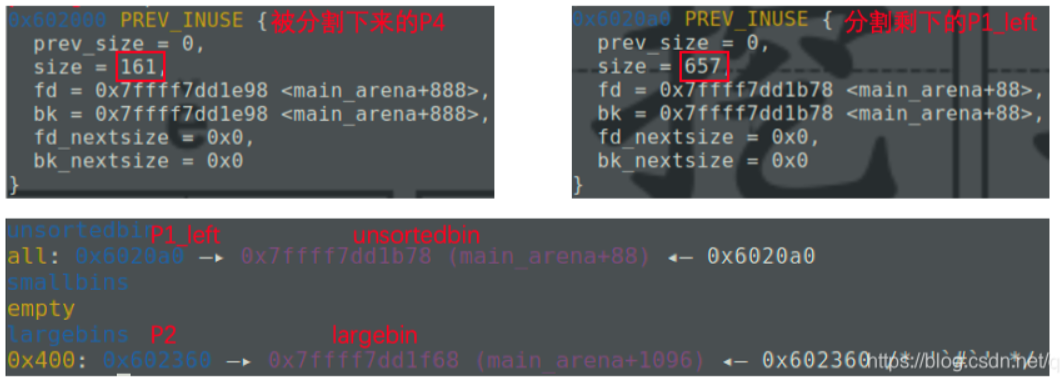 0x602000 PREV_INUSE { 被分割下来的P4
prev_size = 0,
size = 161,
fd = 0x7ffff7dd1e98 <main_arena+888>,
bk = 0x7ffff7dd1e98 <main_arena+888>,
fd_nextsize = 0x0,
bk_nextsize = 0x0
}
0x6020a0 PREV_INUSE { 分割剩下的P1_left
prev_size = 0,
size = 657,
fd = 0x7ffff7dd1b78 <main_arena+88>,
bk = 0x7ffff7dd1b78 <main_arena+88>,
fd_nextsize = 0x0,
bk_nextsize = 0x0
}
unsortedbin P1_left unsortedbin
all: 0x6020a0 —▸ 0x7ffff7dd1b78 (main_arena+88) ◂— 0x6020a0
smallbins
empty
largebins P2 largebin
0x400: 0x602360 —▸ 0x7ffff7dd1f68 (main_arena+1096) ◂— 0x602360
https://blog.csdn.net/q